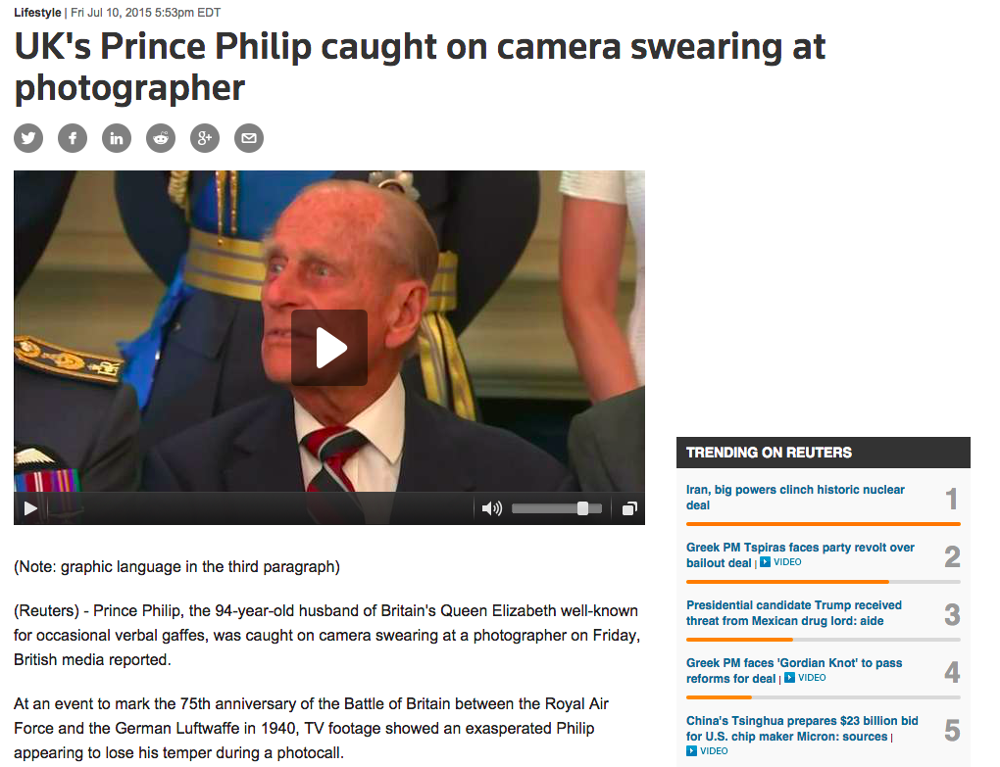 Lifestyle | Fri Jul 10, 2015 5:53pm EDT
UK's Prince Philip caught on camera swearing at
photographer
(Note: graphic language in the third paragraph)
(Reuters) - Prince Philip, the 94-year-old husband of Britain's Queen Elizabeth well-known
for occasional verbal gaffes, was caught on camera swearing at a photographer on Friday,
British media reported.
At an event to mark the 75th anniversary of the Battle of Britain between the Royal Air
Force and the German Luftwaffe in 1940, TV footage showed an exasperated Philip
appearing to lose his temper during a photocall.
TRENDING ON REUTERS
Iran, big powers clinch historic nuclear
deal
1
Greek PM Tspiras faces party revolt over
bailout deal | VIDEO
2
Presidential candidate Trump received
threat from Mexican drug lord: aide
3
Greek PM faces 'Gordian Knot' to pass
reforms for deal | VIDEO
4
China's Tsinghua prepares $23 billion bid
for U.S. chip maker Micron: sources |
VIDEO
5